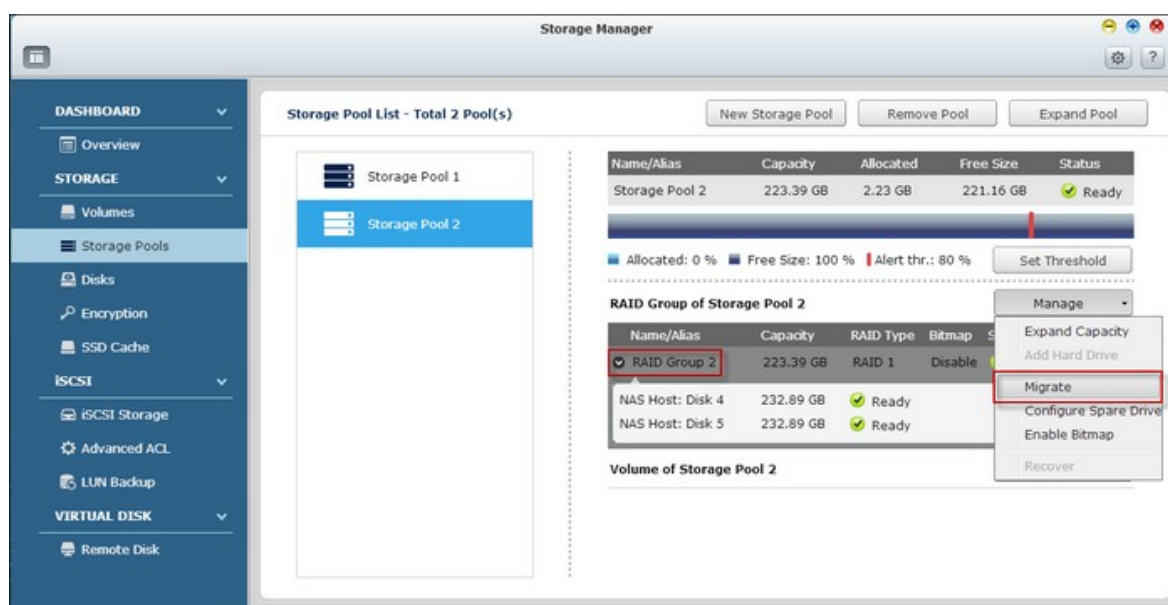 Storage Manager
?
DASHBOARD
Overview
STORAGE
Volumes
Storage Pools
Disks
Encryption
SSD Cache
iSCSI
iSCSI Storage
Advanced ACL
LUN Backup
VIRTUAL DISK
Remote Disk
Storage Pool List - Total 2 Pool(s)
New Storage Pool Remove Pool Expand Pool
Storage Pool 1
Storage Pool 2
Name/Alias Capacity Allocated Free Size Status
Storage Pool 2 223.39 GB 2.23 GB 221.16 GB Ready
Allocated: 0 % Free Size: 100 % Alert thr.: 80 % Set Threshold
RAID Group of Storage Pool 2 Manage
Name/Alias Capacity RAID Type Bitmap S
RAID Group 2 223.39 GB RAID 1 Disable
NAS Host: Disk 4 232.89 GB Ready
NAS Host: Disk 5 232.89 GB Ready
Expand Capacity
Add Hard Drive
Migrate
Configure Spare Drive
Enable Bitmap
Recover
Volume of Storage Pool 2